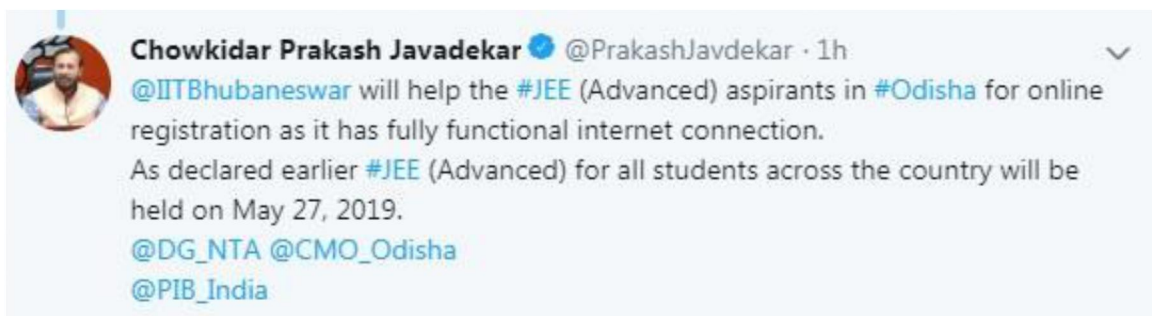 Chowkidar Prakash Javadekar @PrakashJavdekar · 1h
@IITBhubaneswar will help the #JEE (Advanced) aspirants in #Odisha for online
registration as it has fully functional internet connection.
As declared earlier #JEE (Advanced) for all students across the country will be
held on May 27, 2019.
@DG_NTA @CMO_Odisha
@PIB_India